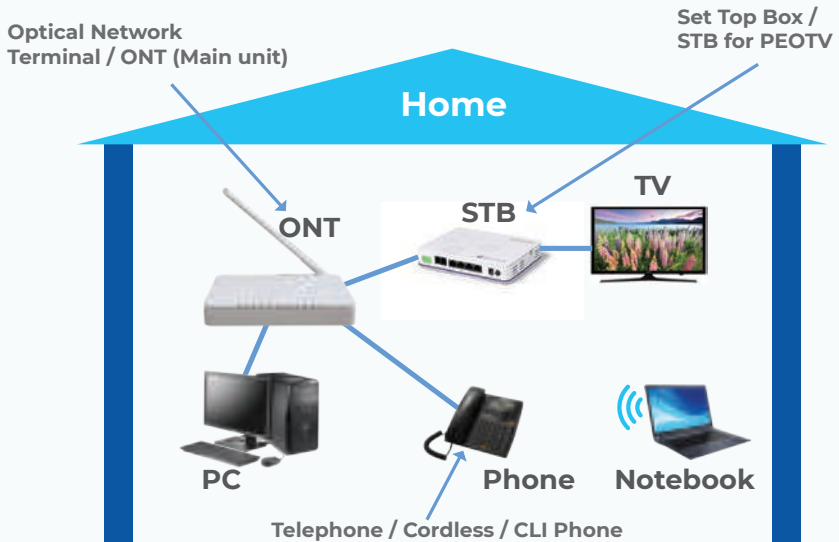 Optical Network
Terminal / ONT (Main unit)
Set Top Box /
STB for PEOTV
Home
ONT
STB
TV
PC
Phone
Notebook
Telephone / Cordless / CLI Phone